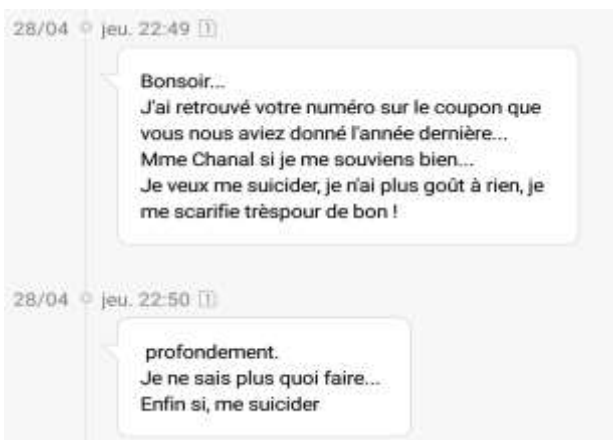 28/04 jeu. 22:49 1
Bonsoir...
J'ai retrouvé votre numéro sur le coupon que
vous nous aviez donné l'année dernière...
Mme Chanal si je me souviens bien...
Je veux me suicider, je n'ai plus goût à rien, je
me scarifie trèspour de bon !
28/04 jeu. 22:50 1
profondement.
Je ne sais plus quoi faire...
Enfin si, me suicider